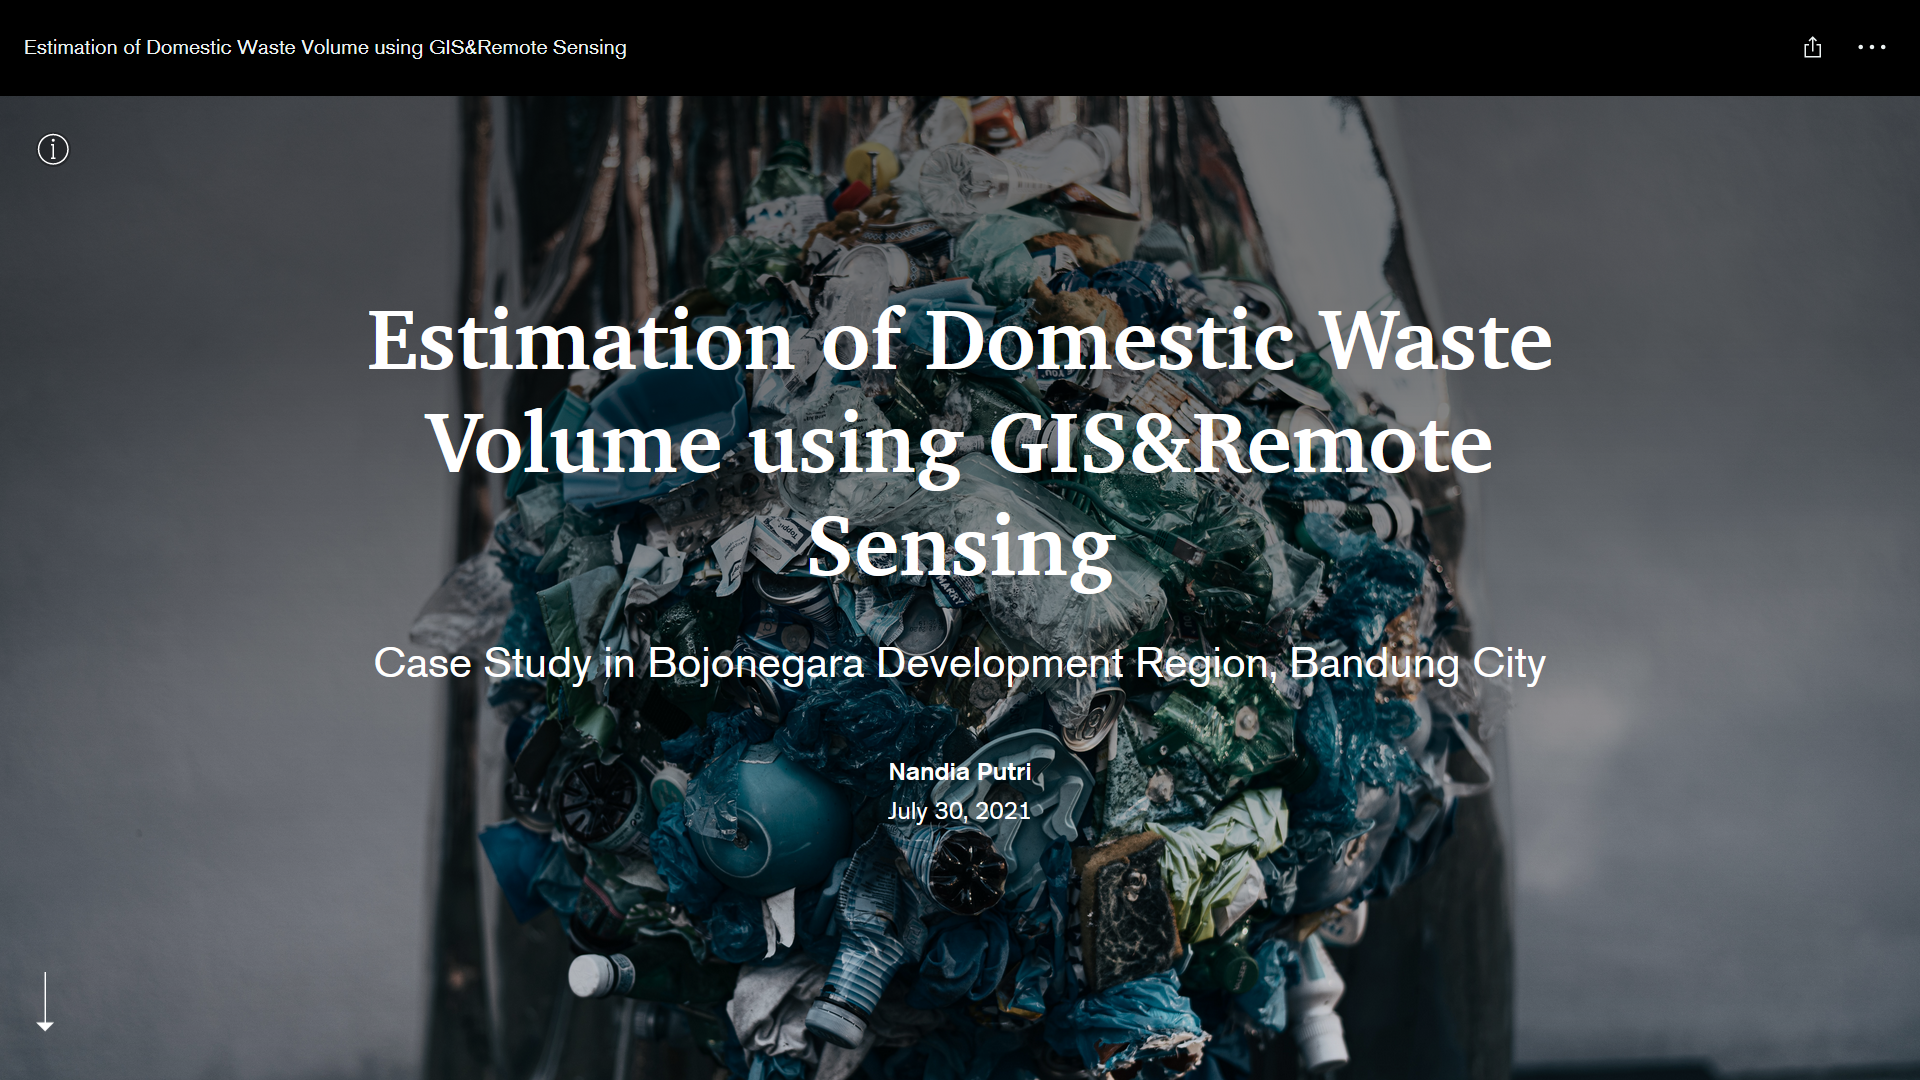 Estimation of Domestic Waste Volume using GIS&Remote Sensing
Estimation of Domestic Waste
Volume using GIS&Remote
Sensing
Case Study in Bojonegara Development Region, Bandung City
Nandia Putri
July 30, 2021